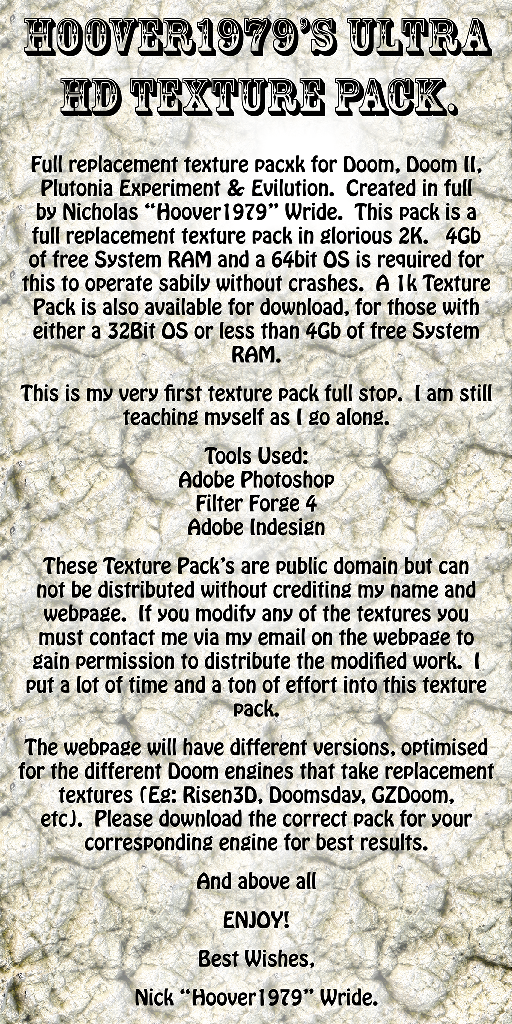 HOOVER1979'S ULTRA
HD TEXTURE PACK.
Full replacement texture pacxk for Doom, Doom II,
Plutonia Experiment & Evilution. Created in full
by Nicholas “Hoover1979” Wride. This pack is a
full replacement texture pack in glorious 2K. 4Gb
of free System RAM and a 64bit OS is required for
this to operate sabily without crashes. A 1k Texture
Pack is also available for download, for those with
either a 32Bit OS or less than 4Gb of free System
RAM.
This is my very first texture pack full stop. I am still
teaching myself as I go along.
Tools Used:
Adobe Photoshop
Filter Forge 4
Adobe Indesign
These Texture Pack's are public domain but can
not be distributed without crediting my name and
webpage. If you modify any of the textures you
must contact me via my email on the webpage to
gain permission to distribute the modified work. I
put a lot of time and a ton of effort into this texture
pack.
The webpage will have different versions, optimised
for the different Doom engines that take replacement
textures (Eg: Risen3D, Doomsday, GZDoom,
etc). Please download the correct pack for your
corresponding engine for best results.
And above all
ENJOY!
Best Wishes,
Nick “Hoover1979” Wride.